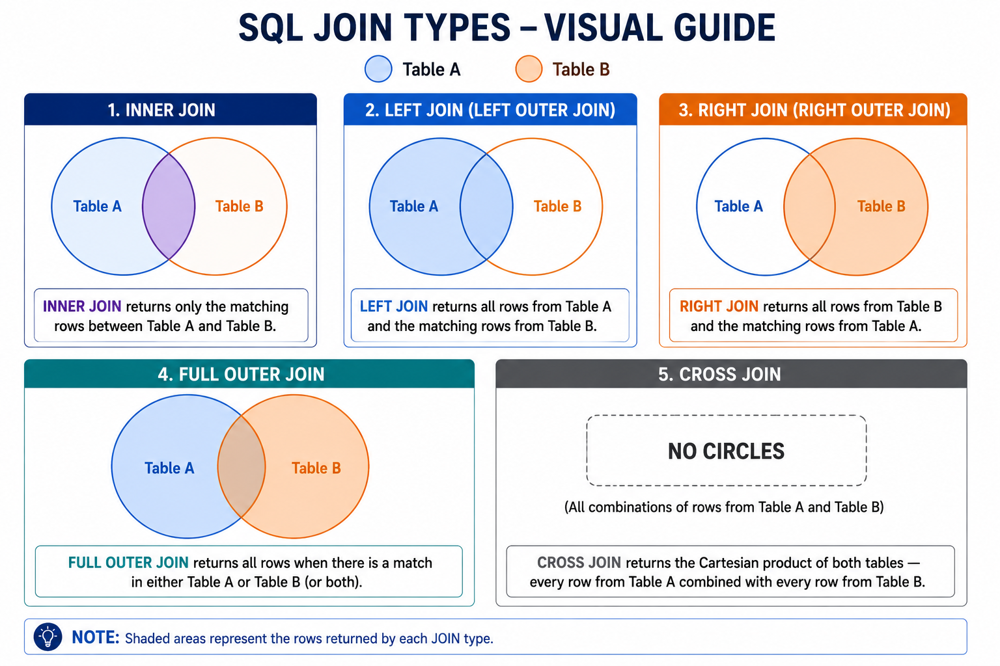 SQL JOIN TYPES – VISUAL GUIDE
Table A
Table B
1. INNER JOIN
Table A
Table B
INNER JOIN returns only the matching
rows between Table A and Table B.
2. LEFT JOIN (LEFT OUTER JOIN)
Table A
Table B
LEFT JOIN returns all rows from Table A
and the matching rows from Table B.
3. RIGHT JOIN (RIGHT OUTER JOIN)
Table A
Table B
RIGHT JOIN returns all rows from Table B
and the matching rows from Table A.
4. FULL OUTER JOIN
Table A
Table B
FULL OUTER JOIN returns all rows when there is a match
in either Table A or Table B (or both).
5. CROSS JOIN
NO CIRCLES
(All combinations of rows from Table A and Table B)
CROSS JOIN returns the Cartesian product of both tables —
every row from Table A combined with every row from Table B.
NOTE: Shaded areas represent the rows returned by each JOIN type.